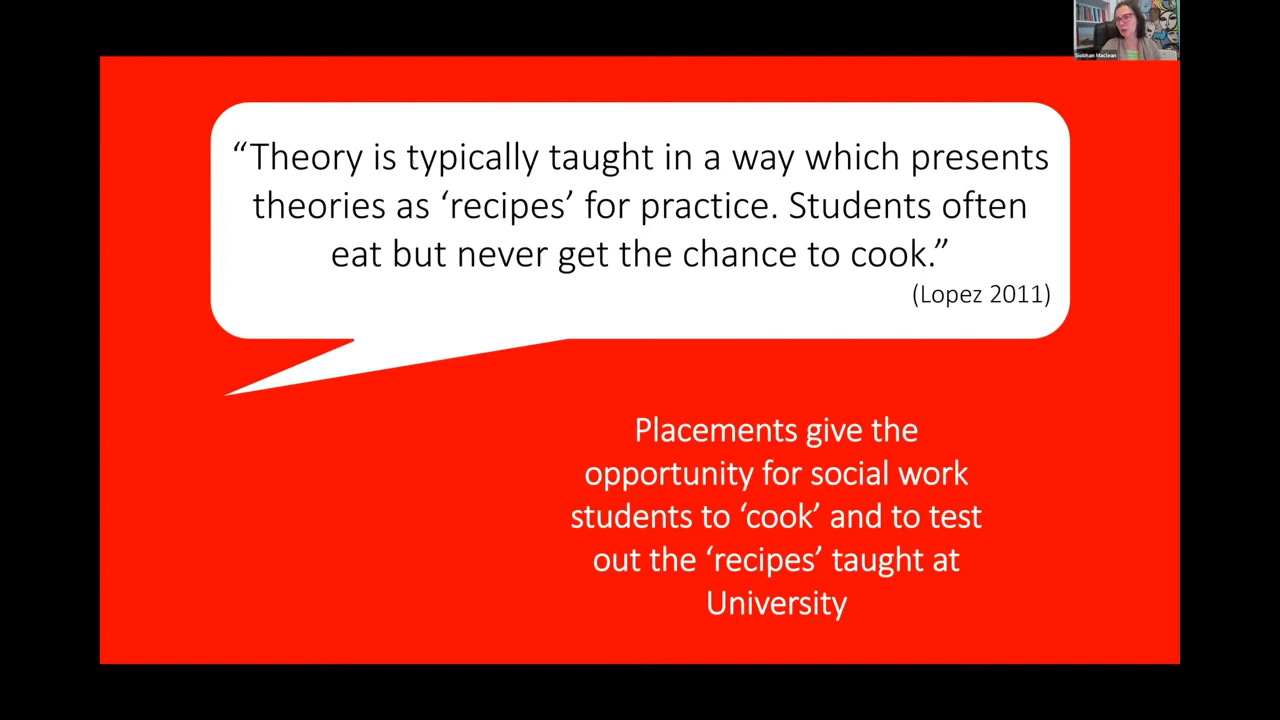 Siobhan Maclean
“Theory is typically taught in a way which presents
theories as ‘recipes’ for practice. Students often
eat but never get the chance to cook.”
(Lopez 2011)
Placements give the
opportunity for social work
students to ‘cook’ and to test
out the ‘recipes’ taught at
University